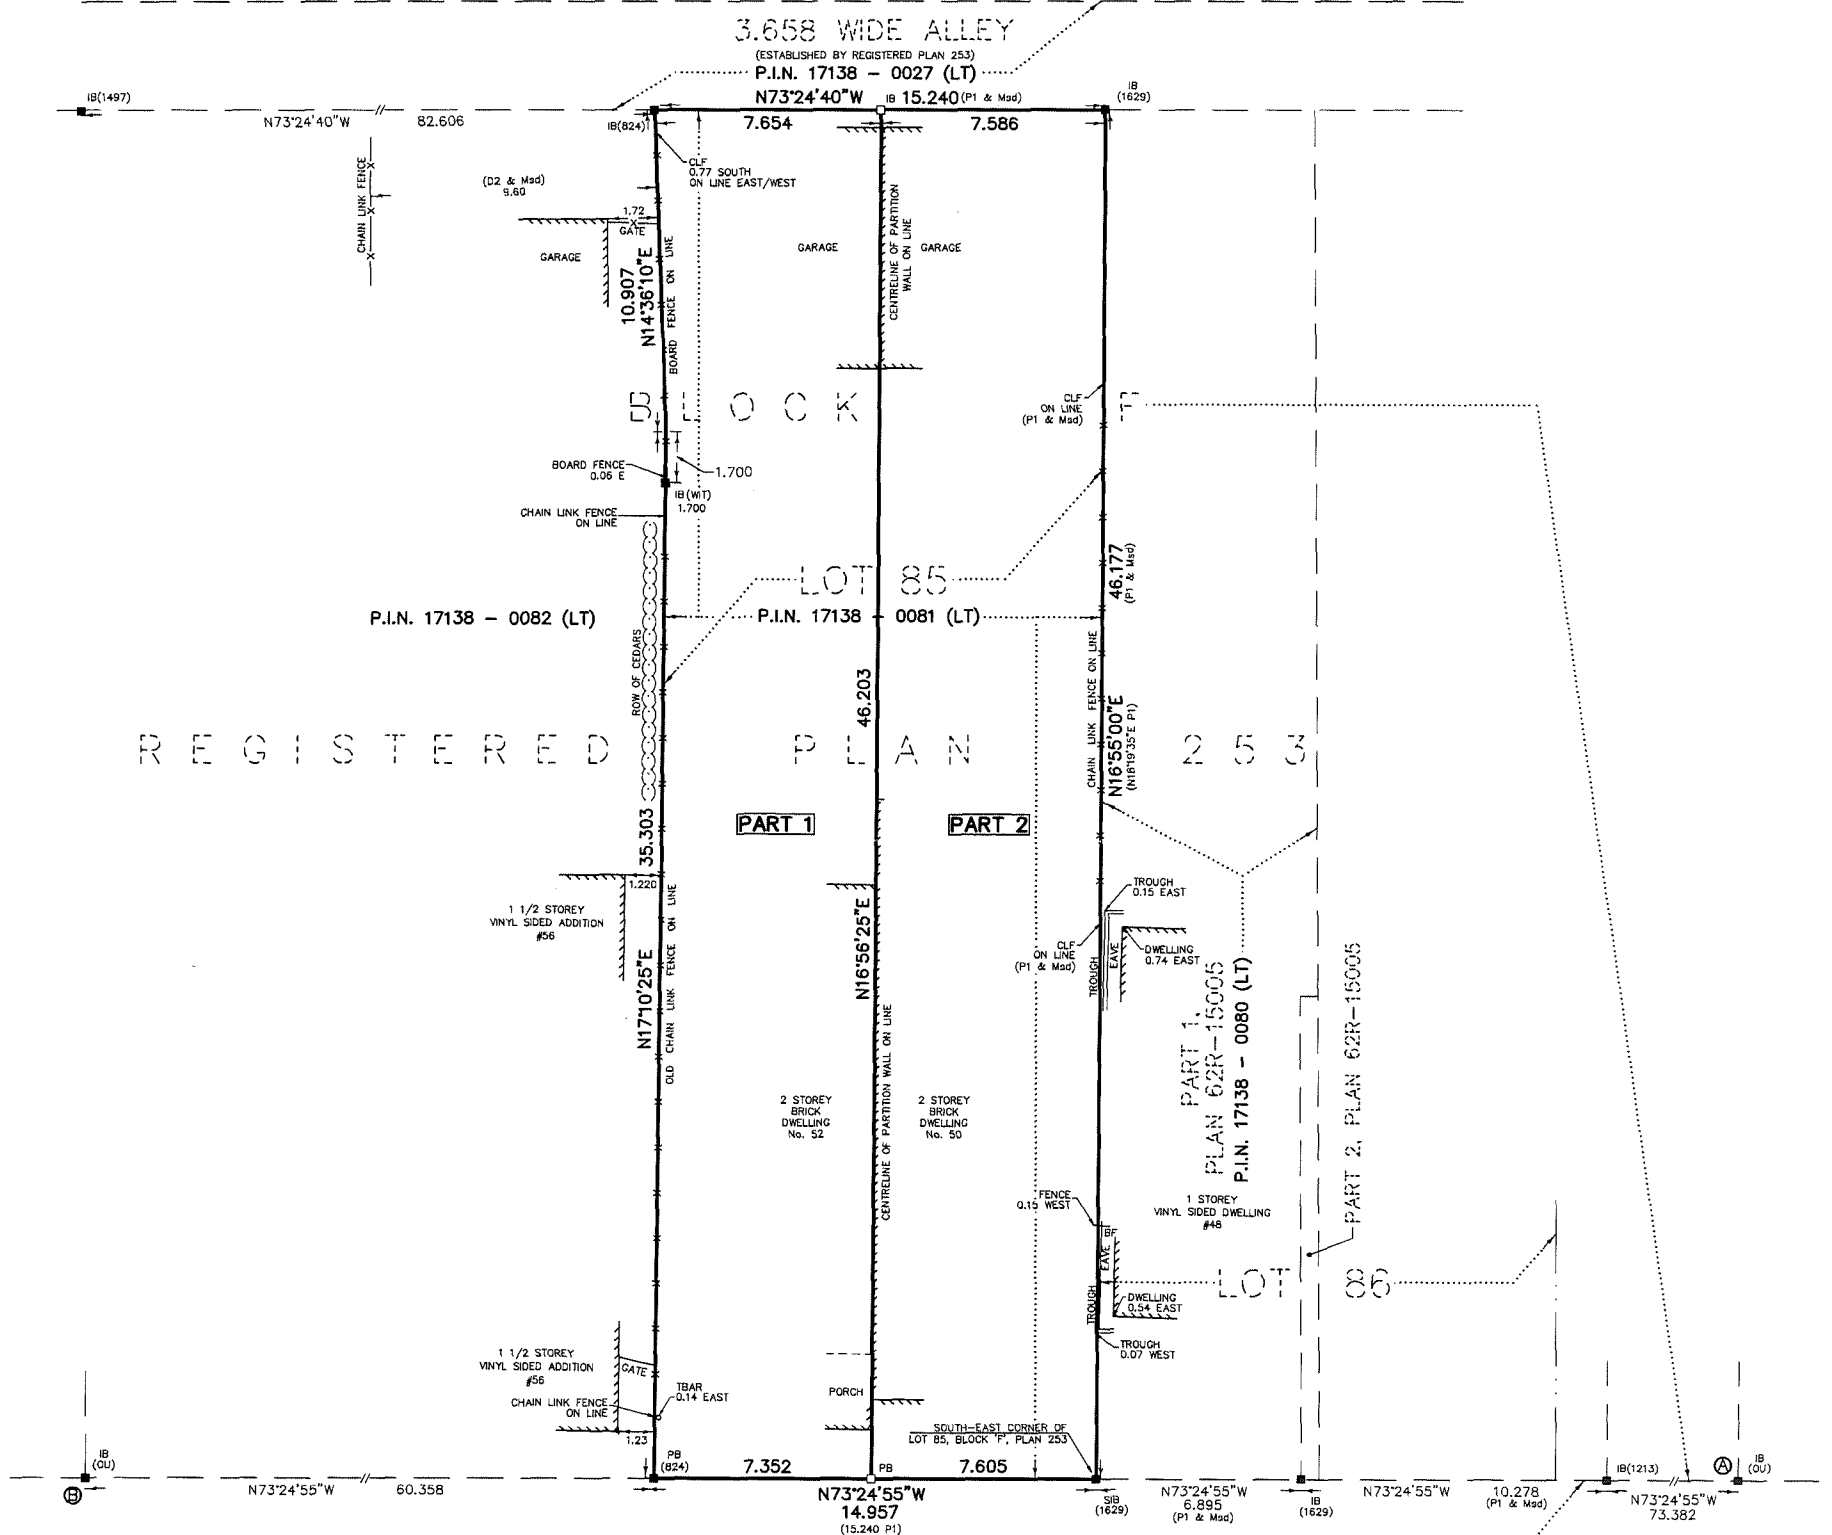 3.658 WIDE ALLEY
(ESTABLISHED BY REGISTERED PLAN 253)
P.I.N. 17138 - 0027 (LT)
IB(1497)
N73°24'40"W 82.606
IB(824)
N73°24'40"W IB 15.240 (P1 & Msd)
7.654
7.586
IB
(1629)
CHAIN LINK FENCE
(D2 & Msd)
9.60
CLF
0.77 SOUTH
ON LINE EAST/WEST
1.72
GATE
GARAGE
10.907
N14°36'10"E
BOARD FENCE ON LINE
GARAGE
CENTRELINE OF PARTITION
WALL ON LINE
GARAGE
BLOCK F
CLF
ON LINE
(P1 & Msd)
BOARD FENCE
0.06 E
1.700
IB(WIT)
1.700
CHAIN LINK FENCE
ON LINE
46.177
(P1 & Msd)
LOT 85
P.I.N. 17138 - 0082 (LT)
P.I.N. 17138 - 0081 (LT)
ROW OF CEDARS
46.203
CHAIN LINK FENCE ON LINE
N16°55'00"E
(N18°19'35"E P1)
REGISTERED PLAN 253
PART 1
PART 2
35.303
1.220
1 1/2 STOREY
VINYL SIDED ADDITION
#56
N17°10'25"E
OLD CHAIN LINK FENCE ON LINE
N16°56'25"E
CENTRELINE OF PARTITION WALL ON LINE
TROUGH
0.15 EAST
CLF
ON LINE
(P1 & Msd)
TROUGH
EAVE
DWELLING
0.74 EAST
PART 1,
PLAN 62R-15005
P.I.N. 17138 - 0080 (LT)
PART 2, PLAN 62R-15005
2 STOREY
BRICK
DWELLING
No. 52
2 STOREY
BRICK
DWELLING
No. 50
FENCE
0.15 WEST
BF
EAVE
TROUGH
1 STOREY
VINYL SIDED DWELLING
#48
LOT 86
DWELLING
0.54 EAST
TROUGH
0.07 WEST
1 1/2 STOREY
VINYL SIDED ADDITION
#56
GATE
CHAIN LINK FENCE
ON LINE
TBAR
0.14 EAST
PORCH
1.23
SOUTH-EAST CORNER OF
LOT 85, BLOCK 'F', PLAN 253
IB
(OU)
B
N73°24'55"W 60.358
PB
(824)
7.352
PB
7.605
N73°24'55"W
14.957
(15.240 P1)
SIB
(1629)
N73°24'55"W
6.895
(P1 & Msd)
IB
(1629)
N73°24'55"W 10.278
(P1 & Msd)
IB(1213)
A
IB
(OU)
N73°24'55"W
73.382